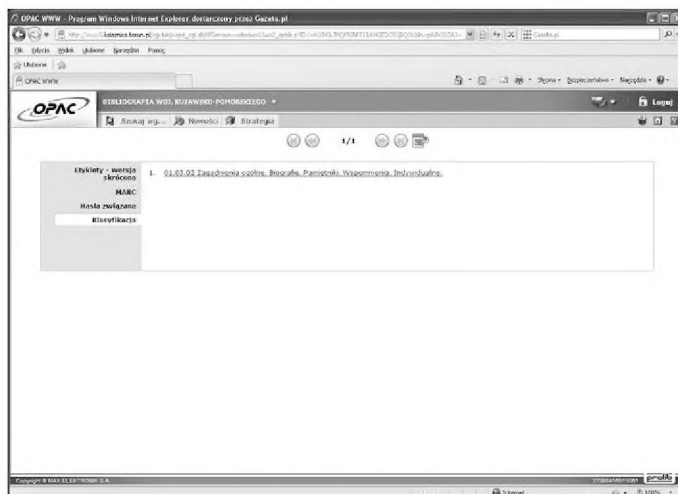 OPAC WWW - Program Windows Internet Explorer dostarczony przez Gazeta.pl
Plik Edycja Widok Ulubione Narzędzia Pomoc
Ulubione
OPAC WWW
Strona Bezpieczeństwo Narzędzia
OPAC
BIBLIOGRAFIA WOJ. KUJAWSKO-POMORSKIEGO
Loguj
Szukaj wg... Nowości Strategia
1/1
Etykiety - wersja
skrócona
MARC
Hasła związane
Klasyfikacja
1. 01.05.02 Zagadnienia ogólne. Biografie. Pamiętniki. Wspomnienia. Indywidualne.
Copyright © MAX ELEKTRONIK S.A.
prolib
Internet
100%